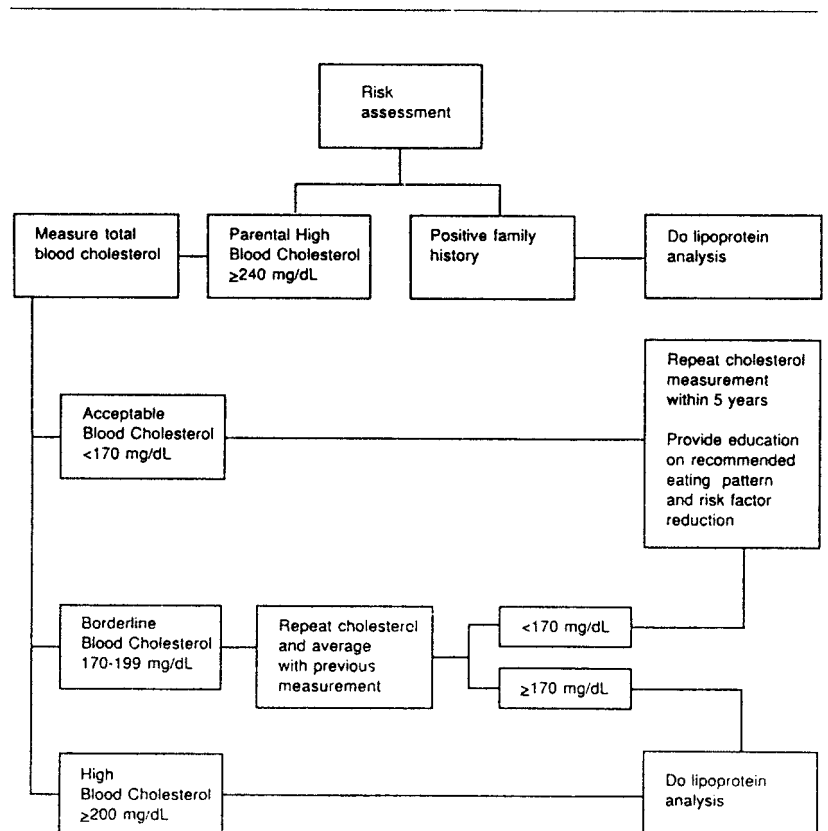 Risk
assessment
Measure total
blood cholesterol
Parental High
Blood Cholesterol
≥240 mg/dL
Positive family
history
Do lipoprotein
analysis
Repeat cholesterol
measurement
within 5 years
Provide education
on recommended
eating pattern
and risk factor
reduction
Acceptable
Blood Cholesterol
<170 mg/dL
Borderline
Blood Cholesterol
170-199 mg/dL
Repeat cholesterol
and average
with previous
measurement
<170 mg/dL
≥170 mg/dL
High
Blood Cholesterol
≥200 mg/dL
Do lipoprotein
analysis